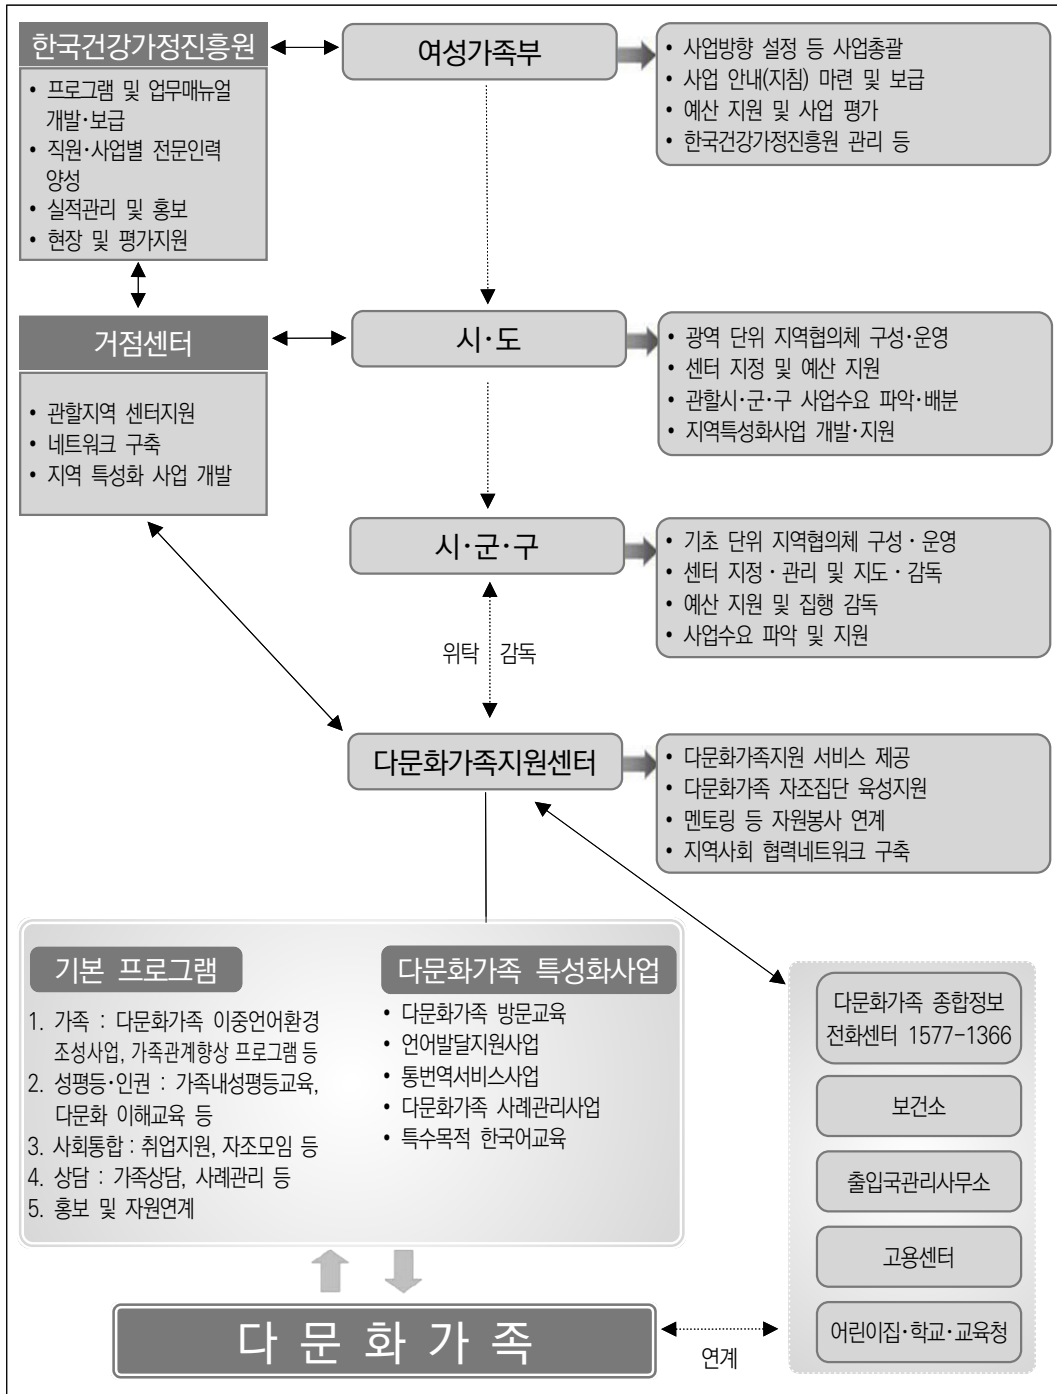 한국건강가정진흥원
• 프로그램 및 업무매뉴얼
개발·보급
• 직원·사업별 전문인력
양성
• 실적관리 및 홍보
• 현장 및 평가지원
여성가족부
• 사업방향 설정 등 사업총괄
• 사업 안내(지침) 마련 및 보급
• 예산 지원 및 사업 평가
• 한국건강가정진흥원 관리 등
거점센터
• 관할지역 센터지원
• 네트워크 구축
• 지역 특성화 사업 개발
시·도
• 광역 단위 지역협의체 구성·운영
• 센터 지정 및 예산 지원
• 관할시·군·구 사업수요 파악·배분
• 지역특성화사업 개발·지원
시·군·구
• 기초 단위 지역협의체 구성·운영
• 센터 지정·관리 및 지도·감독
• 예산 지원 및 집행 감독
• 사업수요 파악 및 지원
위탁 감독
다문화가족지원센터
• 다문화가족지원 서비스 제공
• 다문화가족 자조집단 육성지원
• 멘토링 등 자원봉사 연계
• 지역사회 협력네트워크 구축
기본 프로그램
1. 가족 : 다문화가족 이중언어환경
조성사업, 가족관계향상 프로그램 등
2. 성평등·인권 : 가족내성평등교육,
다문화 이해교육 등
3. 사회통합 : 취업지원, 자조모임 등
4. 상담 : 가족상담, 사례관리 등
5. 홍보 및 자원연계
다문화가족 특성화사업
• 다문화가족 방문교육
• 언어발달지원사업
• 통번역서비스사업
• 다문화가족 사례관리사업
• 특수목적 한국어교육
다문화가족 종합정보
전화센터 1577-1366
보건소
출입국관리사무소
고용센터
어린이집·학교·교육청
다문화가족
연계